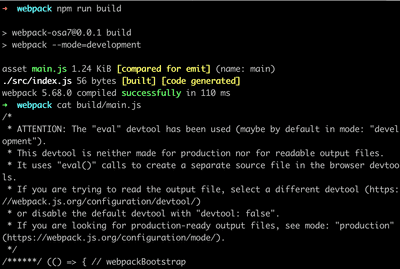 ➜ webpack npm run build
> webpack-osa7@0.0.1 build
> webpack --mode=development
asset main.js 1.24 KiB [compared for emit] (name: main)
./src/index.js 56 bytes [built] [code generated]
webpack 5.68.0 compiled successfully in 110 ms
➜ webpack cat build/main.js
/*
 * ATTENTION: The "eval" devtool has been used (maybe by default in mode: "devel
opment").
 * This devtool is neither made for production nor for readable output files.
 * It uses "eval()" calls to create a separate source file in the browser devtoo
ls.
 * If you are trying to read the output file, select a different devtool (https:
//webpack.js.org/configuration/devtool/)
 * or disable the default devtool with "devtool: false".
 * If you are looking for production-ready output files, see mode: "production"
(https://webpack.js.org/configuration/mode/).
 */
/******/ (() => { // webpackBootstrap